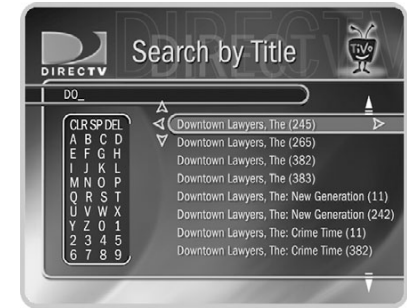 DIRECTV
Search by Title
TiVo
DIRECTV
DO_
CLR SP DEL
A B C D
E F G H
I J K L
M N O P
Q R S T
U V W X
Y Z 0 1
2 3 4 5
6 7 8 9
Downtown Lawyers, The (245)
Downtown Lawyers, The (265)
Downtown Lawyers, The (382)
Downtown Lawyers, The (383)
Downtown Lawyers, The: New Generation (11)
Downtown Lawyers, The: New Generation (242)
Downtown Lawyers, The: Crime Time (11)
Downtown Lawyers, The: Crime Time (382)